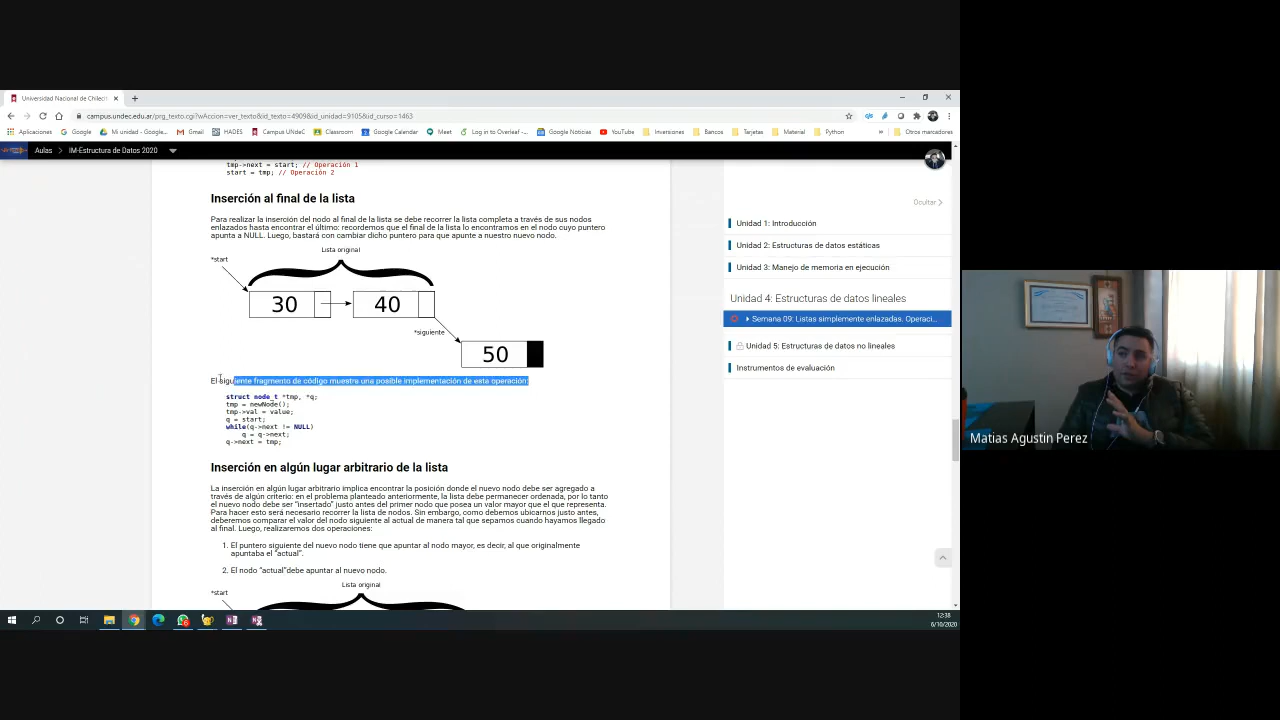 Universidad Nacional de Chilecit
campus.undec.edu.ar/prg_texto.cgi?wAccion=ver_texto&id_texto=4909&id_unidad=9105&id_curso=1463
Aplicaciones
Google
Mi unidad - Googl...
Gmail
HADES
Campus UNdeC
Classroom
Google Calendar
Meet
Log in to Overleaf -...
Google Noticias
YouTube
Inversiones
Bancos
Tarjetas
Material
Python
Otros marcadores
Aulas
IM-Estructura de Datos 2020
tmp->next = start; // Operación 1
start = tmp; // Operación 2
Inserción al final de la lista
Para realizar la inserción del nodo al final de la lista se debe recorrer la lista completa a través de sus nodos
enlazados hasta encontrar el último: recordemos que el final de la lista lo encontramos en el nodo cuyo puntero
apunta a NULL. Luego, bastará con cambiar dicho puntero para que apunte a nuestro nuevo nodo.
Lista original
*start
30
40
*siguiente
50
El siguiente fragmento de código muestra una posible implementación de esta operación:
struct node_t *tmp, *q;
tmp = newNode();
tmp->val = value;
q = start;
while(q->next != NULL)
q = q->next;
q->next = tmp;
Inserción en algún lugar arbitrario de la lista
La inserción en algún lugar arbitrario implica encontrar la posición donde el nuevo nodo debe ser agregado a
través de algún criterio: en el problema planteado anteriormente, la lista debe permanecer ordenada, por lo tanto
el nuevo nodo debe ser "insertado" justo antes del primer nodo que posea un valor mayor que el que representa.
Para hacer esto será necesario recorrer la lista de nodos. Sin embargo, como debemos ubicarnos justo antes,
deberemos comparar el valor del nodo siguiente al actual de manera tal que sepamos cuando hayamos llegado
al final. Luego, realizaremos dos operaciones:
1. El puntero siguiente del nuevo nodo tiene que apuntar al nodo mayor, es decir, al que originalmente
apuntaba el "actual".
2. El nodo "actual"debe apuntar al nuevo nodo.
Lista original
*start
Ocultar
Unidad 1: Introducción
Unidad 2: Estructuras de datos estáticas
Unidad 3: Manejo de memoria en ejecución
Unidad 4: Estructuras de datos lineales
Semana 09: Listas simplemente enlazadas. Operaci...
Unidad 5: Estructuras de datos no lineales
Instrumentos de evaluación
Matias Agustin Perez
12:38
6/10/2020